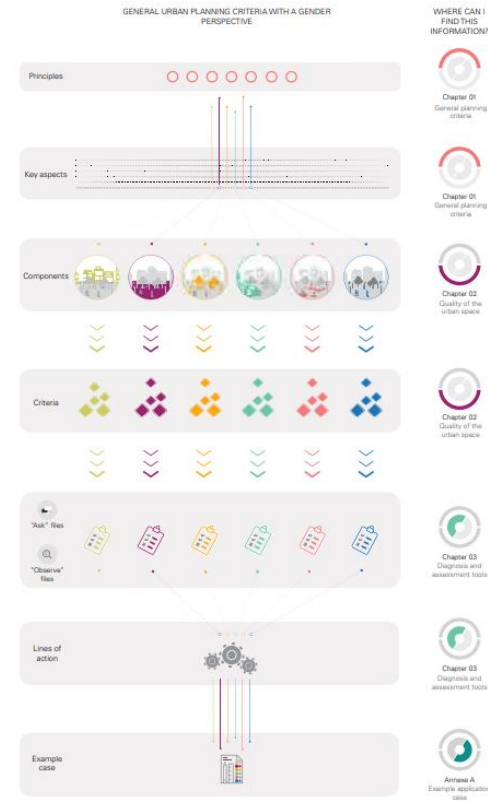 GENERAL URBAN PLANNING CRITERIA WITH A GENDER
PERSPECTIVE
WHERE CAN I
FIND THIS
INFORMATION?
Principles
Chapter 01
General planning
criteria
Key aspects
Chapter 01
General planning
criteria
Components
Chapter 02
Quality of the
urban space
Criteria
Chapter 02
Quality of the
urban space
"Ask" files
"Observe"
files
Chapter 03
Diagnosis and
assessment tools
Lines of
action
Chapter 03
Diagnosis and
assessment tools
Example
case
Annexe A
Example application
case